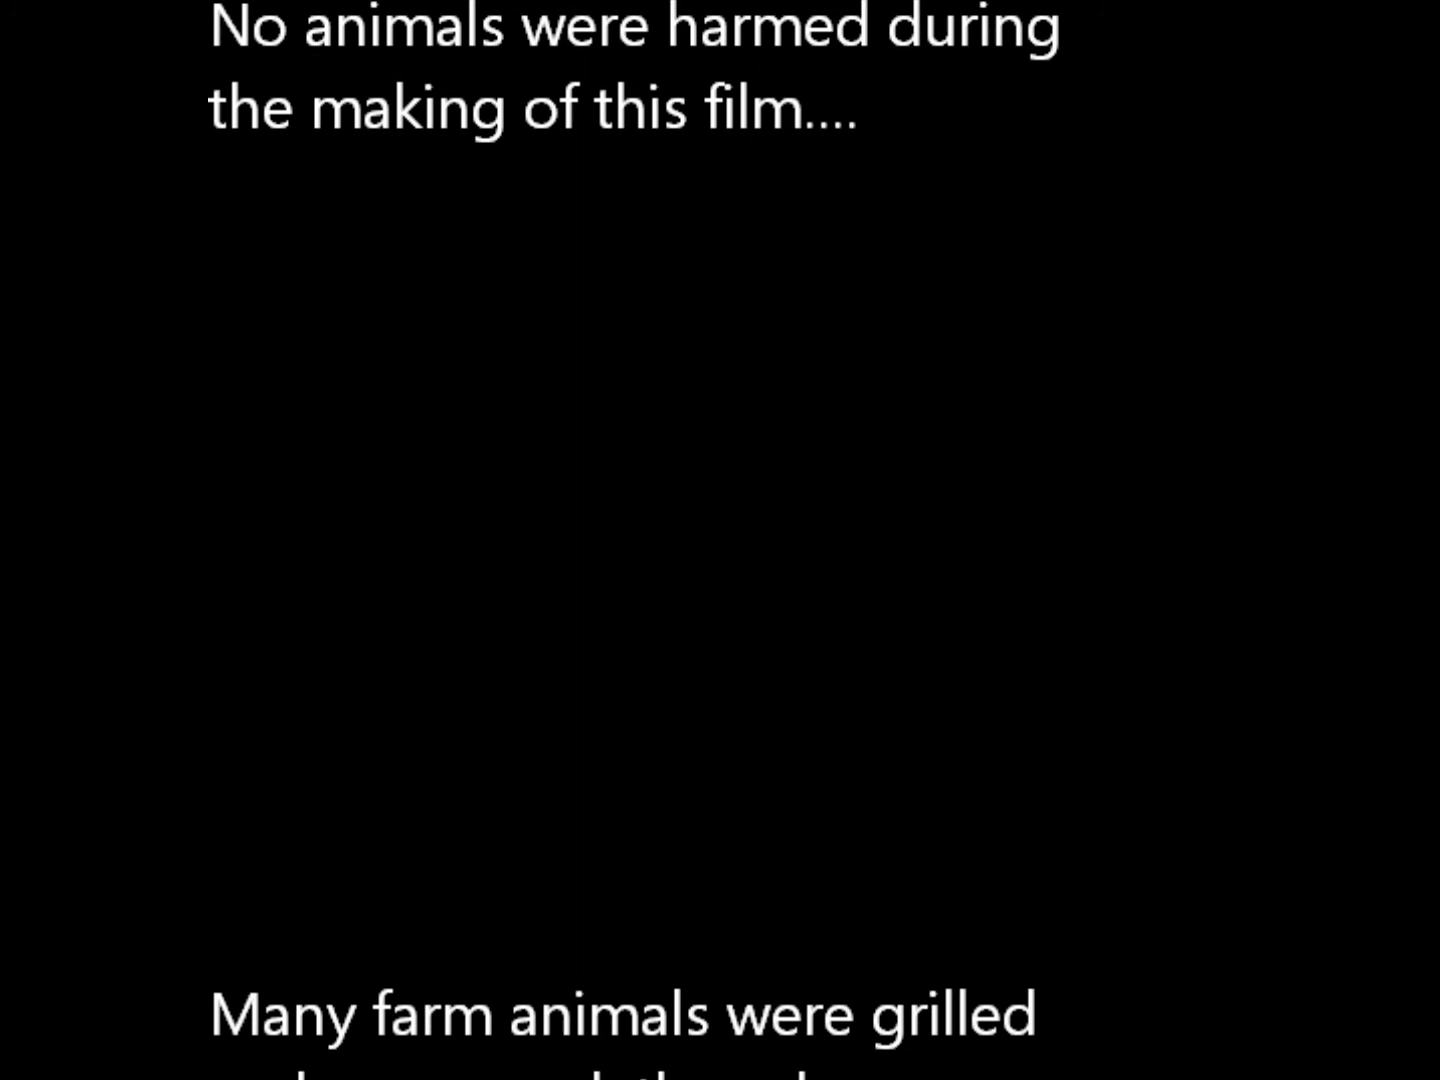 No animals were harmed during
the making of this film....
Many farm animals were grilled